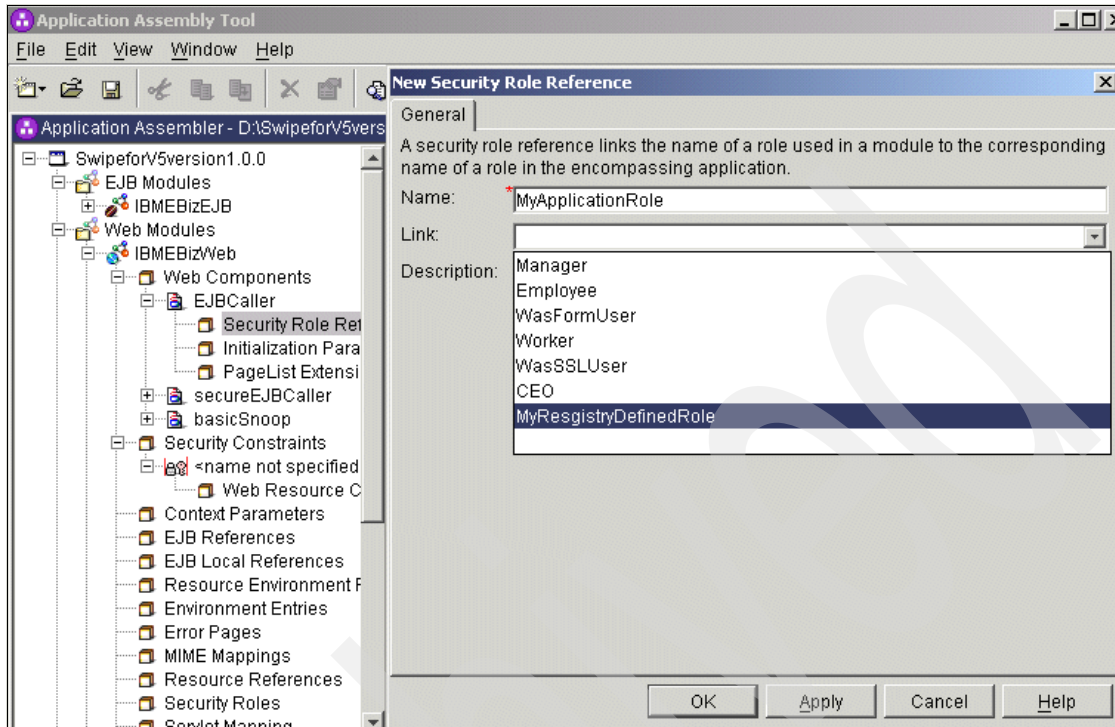 Application Assembly Tool
File Edit View Window Help
Application Assembler - D:\SwipeforV5vers
SwipeforV5version1.0.0
EJB Modules
IBMEBizEJB
Web Modules
IBMEBizWeb
Web Components
EJBCaller
Security Role Ref
Initialization Para
PageList Extensi
secureEJBCaller
basicSnoop
Security Constraints
<name not specified
Web Resource C
Context Parameters
EJB References
EJB Local References
Resource Environment R
Environment Entries
Error Pages
MIME Mappings
Resource References
Security Roles
Servlet Mapping
New Security Role Reference
General
A security role reference links the name of a role used in a module to the corresponding
name of a role in the encompassing application.
Name: *MyApplicationRole
Link:
Description:
Manager
Employee
WasFormUser
Worker
WasSSLUser
CEO
MyResgistryDefinedRole
OK Apply Cancel Help